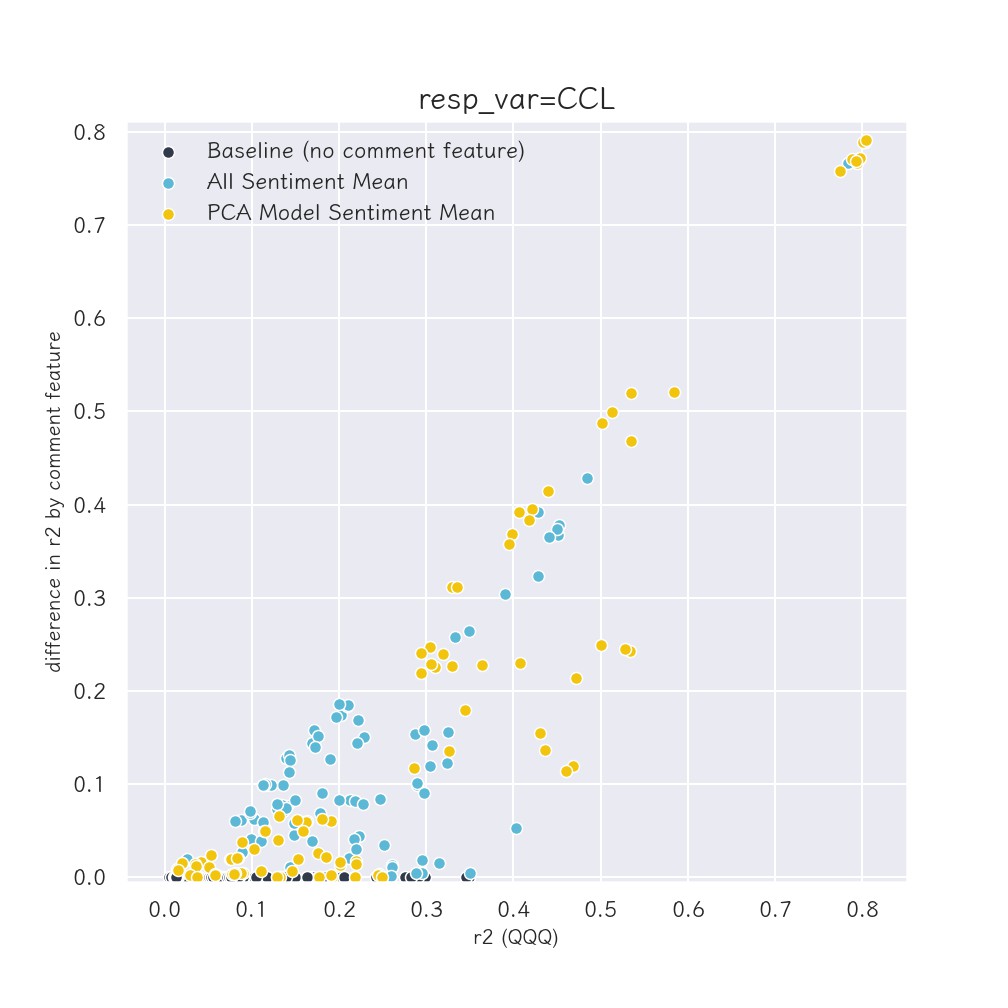 resp_var=CCL
Baseline (no comment feature)
All Sentiment Mean
PCA Model Sentiment Mean
difference in r2 by comment feature
0.8
0.7
0.6
0.5
0.4
0.3
0.2
0.1
0.0
0.0 0.1 0.2 0.3 0.4 0.5 0.6 0.7 0.8
r2 (QQQ)